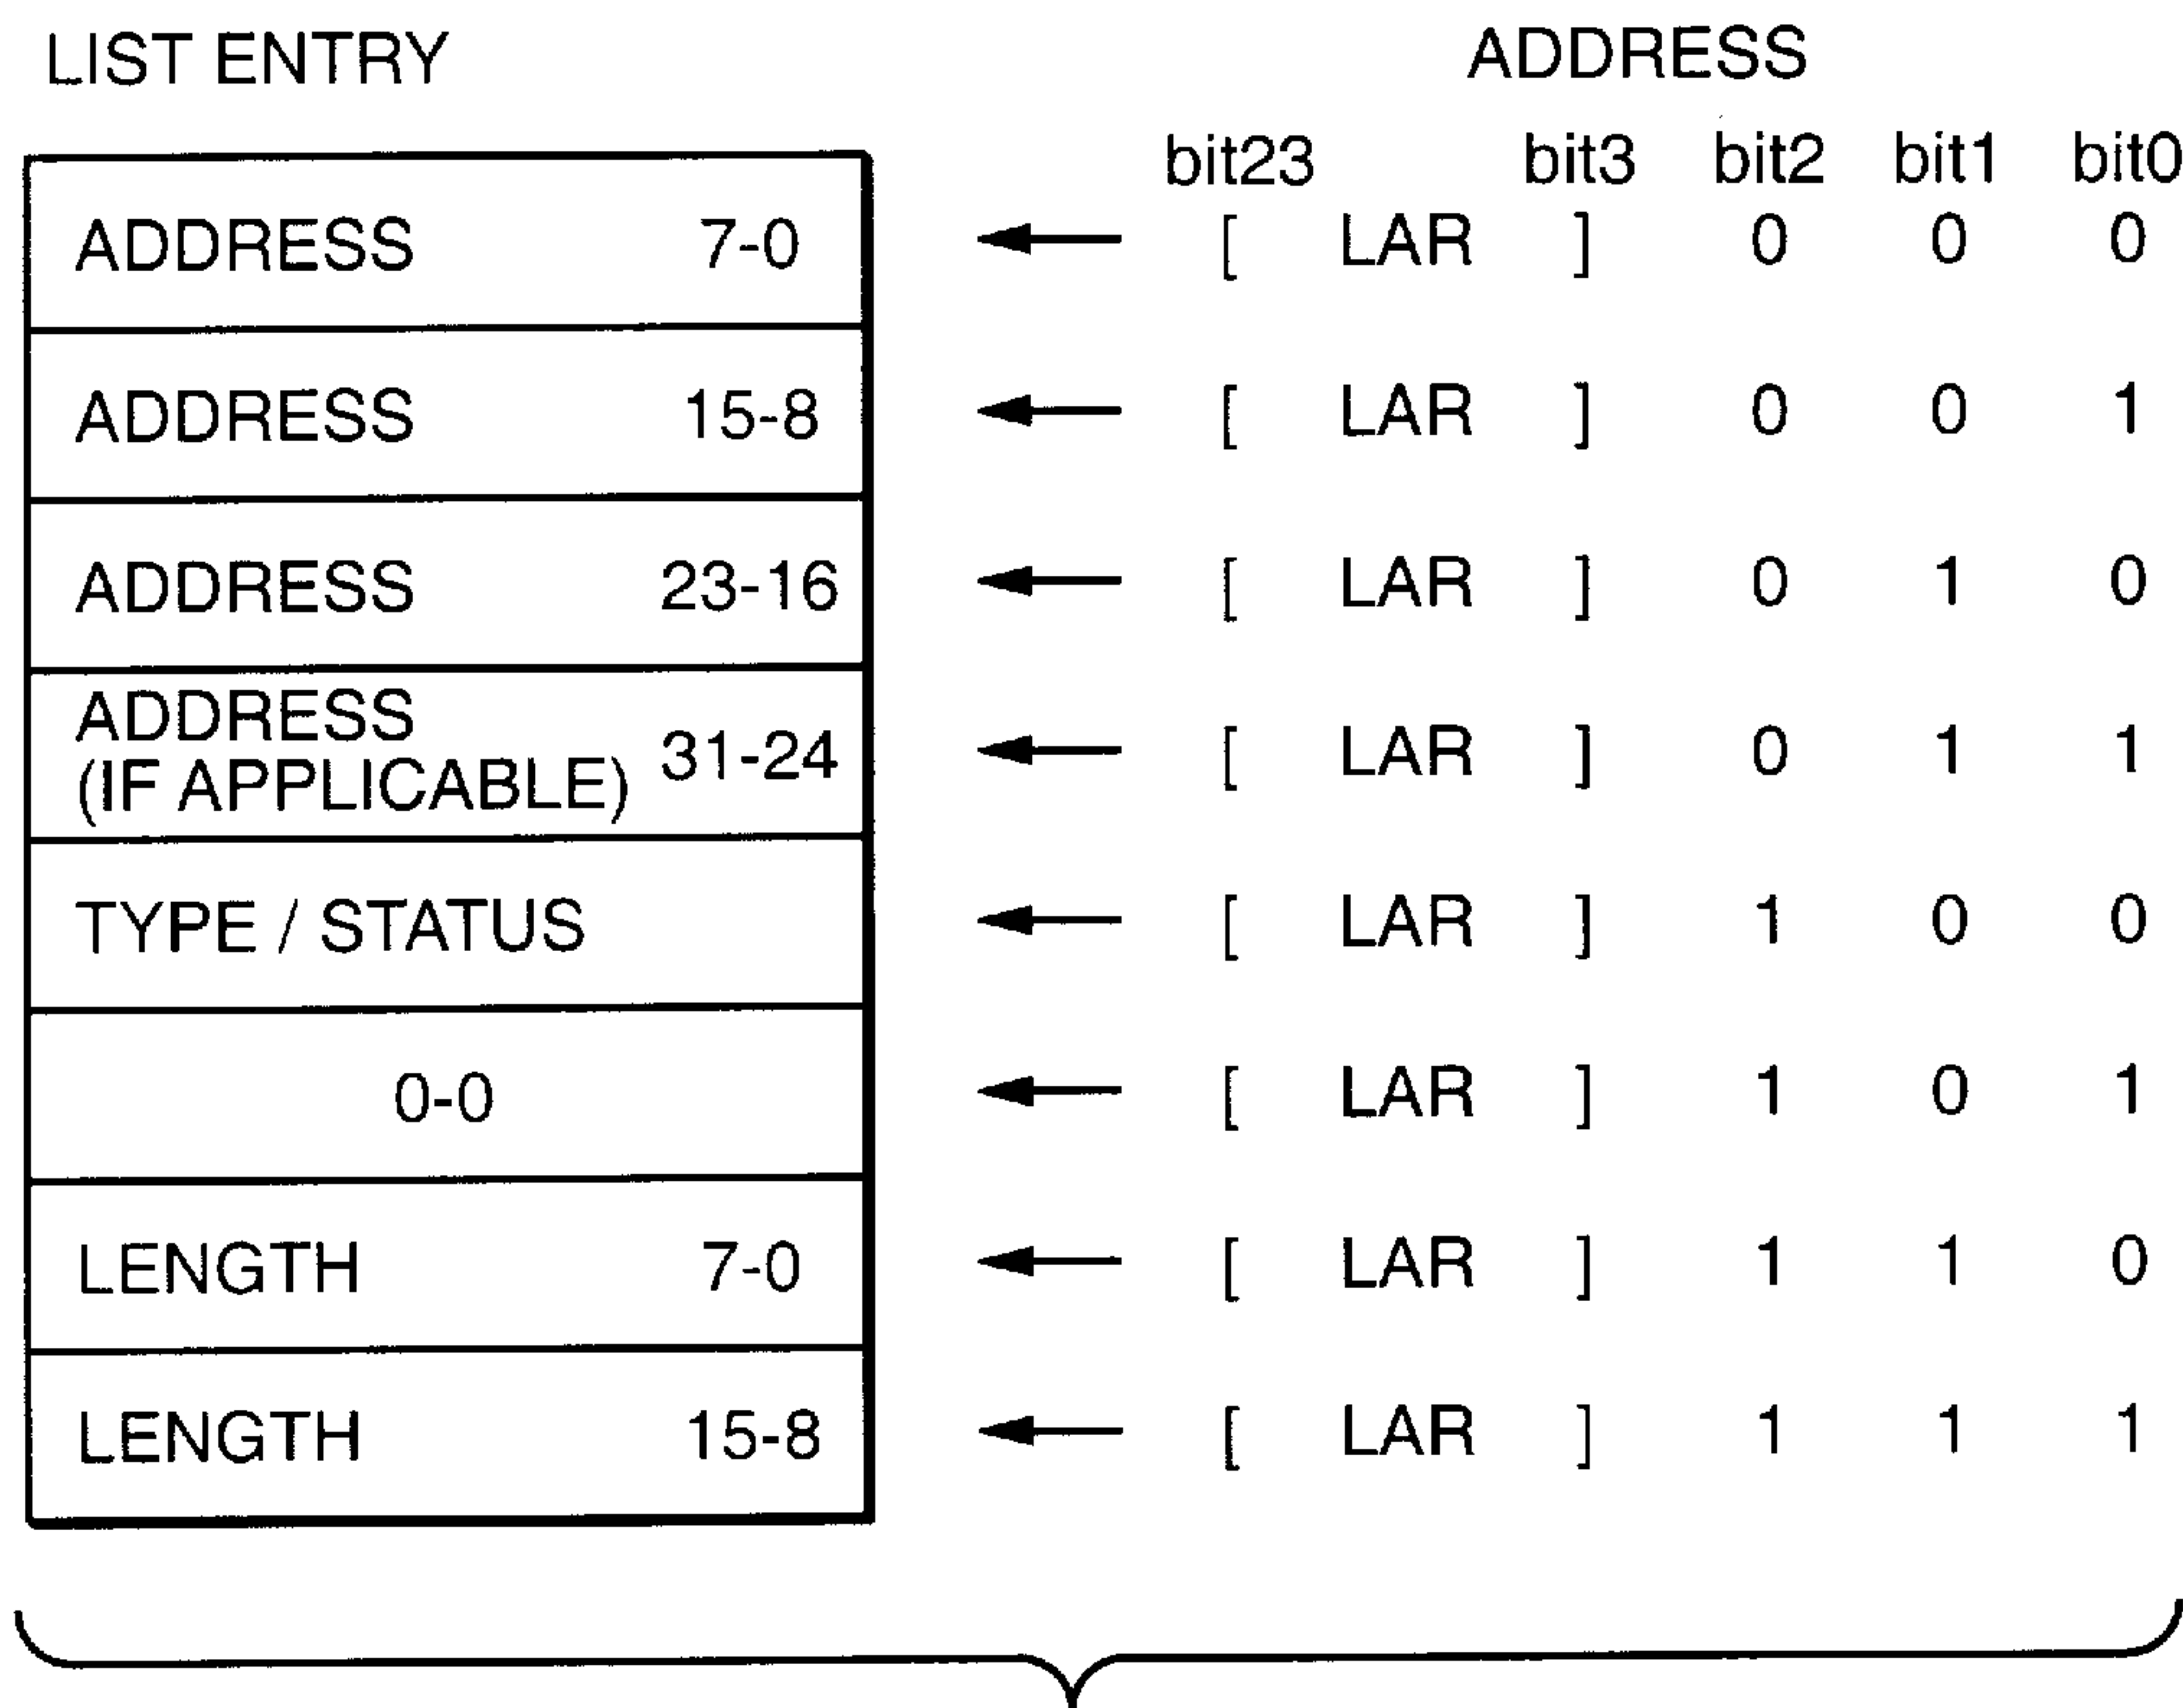 LIST ENTRY ADDRESS
bit23 bit3 bit2 bit1 bit0
ADDRESS 7-0 [ LAR ] 0 0 0
ADDRESS 15-8 [ LAR ] 0 0 1
ADDRESS 23-16 [ LAR ] 0 1 0
ADDRESS
(IF APPLICABLE) 31-24 [ LAR ] 0 1 1
TYPE / STATUS [ LAR ] 1 0 0
0-0 [ LAR ] 1 0 1
LENGTH 7-0 [ LAR ] 1 1 0
LENGTH 15-8 [ LAR ] 1 1 1